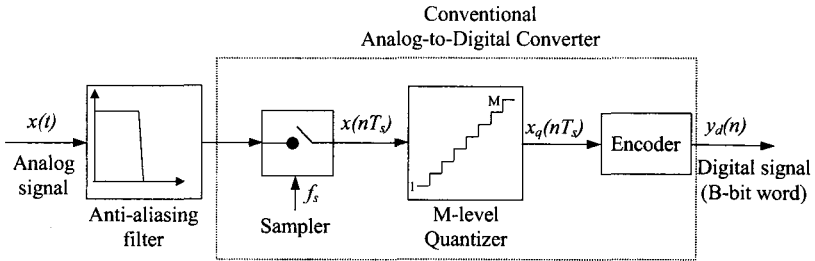 Conventional
Analog-to-Digital Converter
x(t)
Analog
signal
Anti-aliasing
filter
f_s
Sampler
x(nT_s)
M
1
M-level
Quantizer
x_q(nT_s)
Encoder
y_d(n)
Digital signal
(B-bit word)